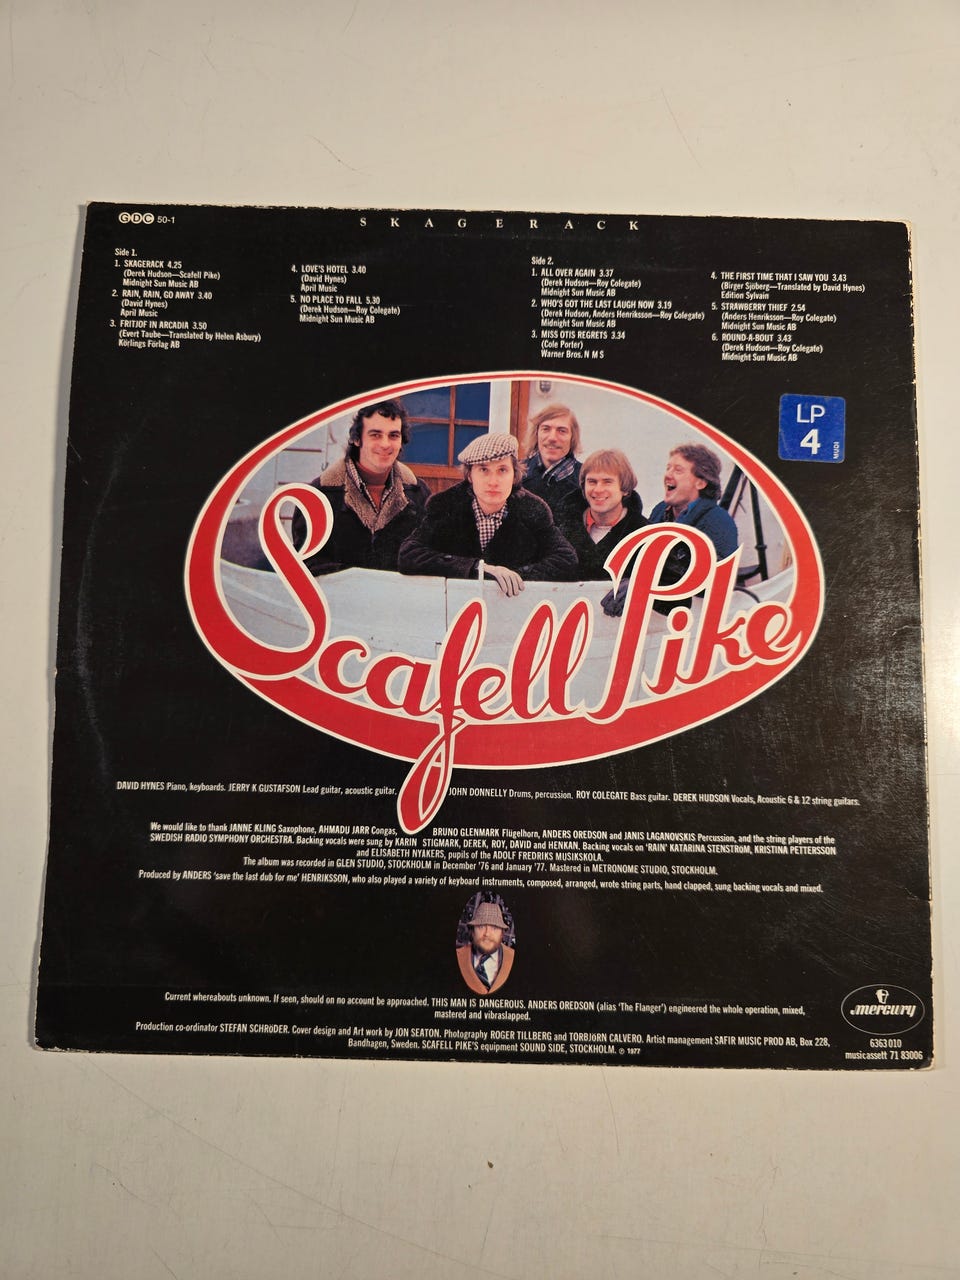 GDC 50-1
SKAGERACK
Side 1.
1. SKAGERACK 4.25
(Derek Hudson—Scafell Pike)
Midnight Sun Music AB
2. RAIN, RAIN, GO AWAY 3.40
(David Hynes)
April Music
3. FRITJOF IN ARCADIA 3.50
(Evert Taube—Translated by Helen Asbury)
Körlings Förlag AB
4. LOVE'S HOTEL 3.40
(David Hynes)
April Music
5. NO PLACE TO FALL 5.30
(Derek Hudson—Roy Colegate)
Midnight Sun Music AB
Side 2.
1. ALL OVER AGAIN 3.37
(Derek Hudson—Roy Colegate)
Midnight Sun Music AB
2. WHO'S GOT THE LAST LAUGH NOW 3.19
(Derek Hudson, Anders Henriksson—Roy Colegate)
Midnight Sun Music AB
3. MISS OTIS REGRETS 3.34
(Cole Porter)
Warner Bros. N M S
4. THE FIRST TIME THAT I SAW YOU 3.43
(Birger Sjöberg—Translated by David Hynes)
Edition Sylvain
5. STRAWBERRY THIEF 2.54
(Anders Henriksson—Roy Colegate)
Midnight Sun Music AB
6. ROUND-A-BOUT 3.43
(Derek Hudson—Roy Colegate)
Midnight Sun Music AB
LP
4
MUDI
Scafell Pike
DAVID HYNES Piano, keyboards. JERRY K GUSTAFSON Lead guitar, acoustic guitar. JOHN DONNELLY Drums, percussion. ROY COLEGATE Bass guitar. DEREK HUDSON Vocals, Acoustic 6 & 12 string guitars.
We would like to thank JANNE KLING Saxophone, AHMADU JARR Congas, BRUNO GLENMARK Flügelhorn, ANDERS OREDSON and JANIS LAGANOVSKIS Percussion, and the string players of the
SWEDISH RADIO SYMPHONY ORCHESTRA. Backing vocals were sung by KARIN STIGMARK, DEREK, ROY, DAVID and HENKAN. Backing vocals on 'RAIN' KATARINA STENSTROM, KRISTINA PETTERSSON
and ELISABETH NYAKERS, pupils of the ADOLF FREDRIKS MUSIKSKOLA.
The album was recorded in GLEN STUDIO, STOCKHOLM in December '76 and January '77. Mastered in METRONOME STUDIO, STOCKHOLM.
Produced by ANDERS 'save the last dub for me' HENRIKSSON, who also played a variety of keyboard instruments, composed, arranged, wrote string parts, hand clapped, sung backing vocals and mixed.
Current whereabouts unknown. If seen, should on no account be approached. THIS MAN IS DANGEROUS. ANDERS OREDSON (alias 'The Flanger') engineered the whole operation, mixed,
mastered and vibraslapped.
Production co-ordinator STEFAN SCHRöDER. Cover design and Art work by JON SEATON. Photography ROGER TILLBERG and TORBJORN CALVERO. Artist management SAFIR MUSIC PROD AB, Box 228,
Bandhagen, Sweden. SCAFELL PIKE'S equipment SOUND SIDE, STOCKHOLM. ℗ 1977
mercury
6363 010
musicassett 71 83006